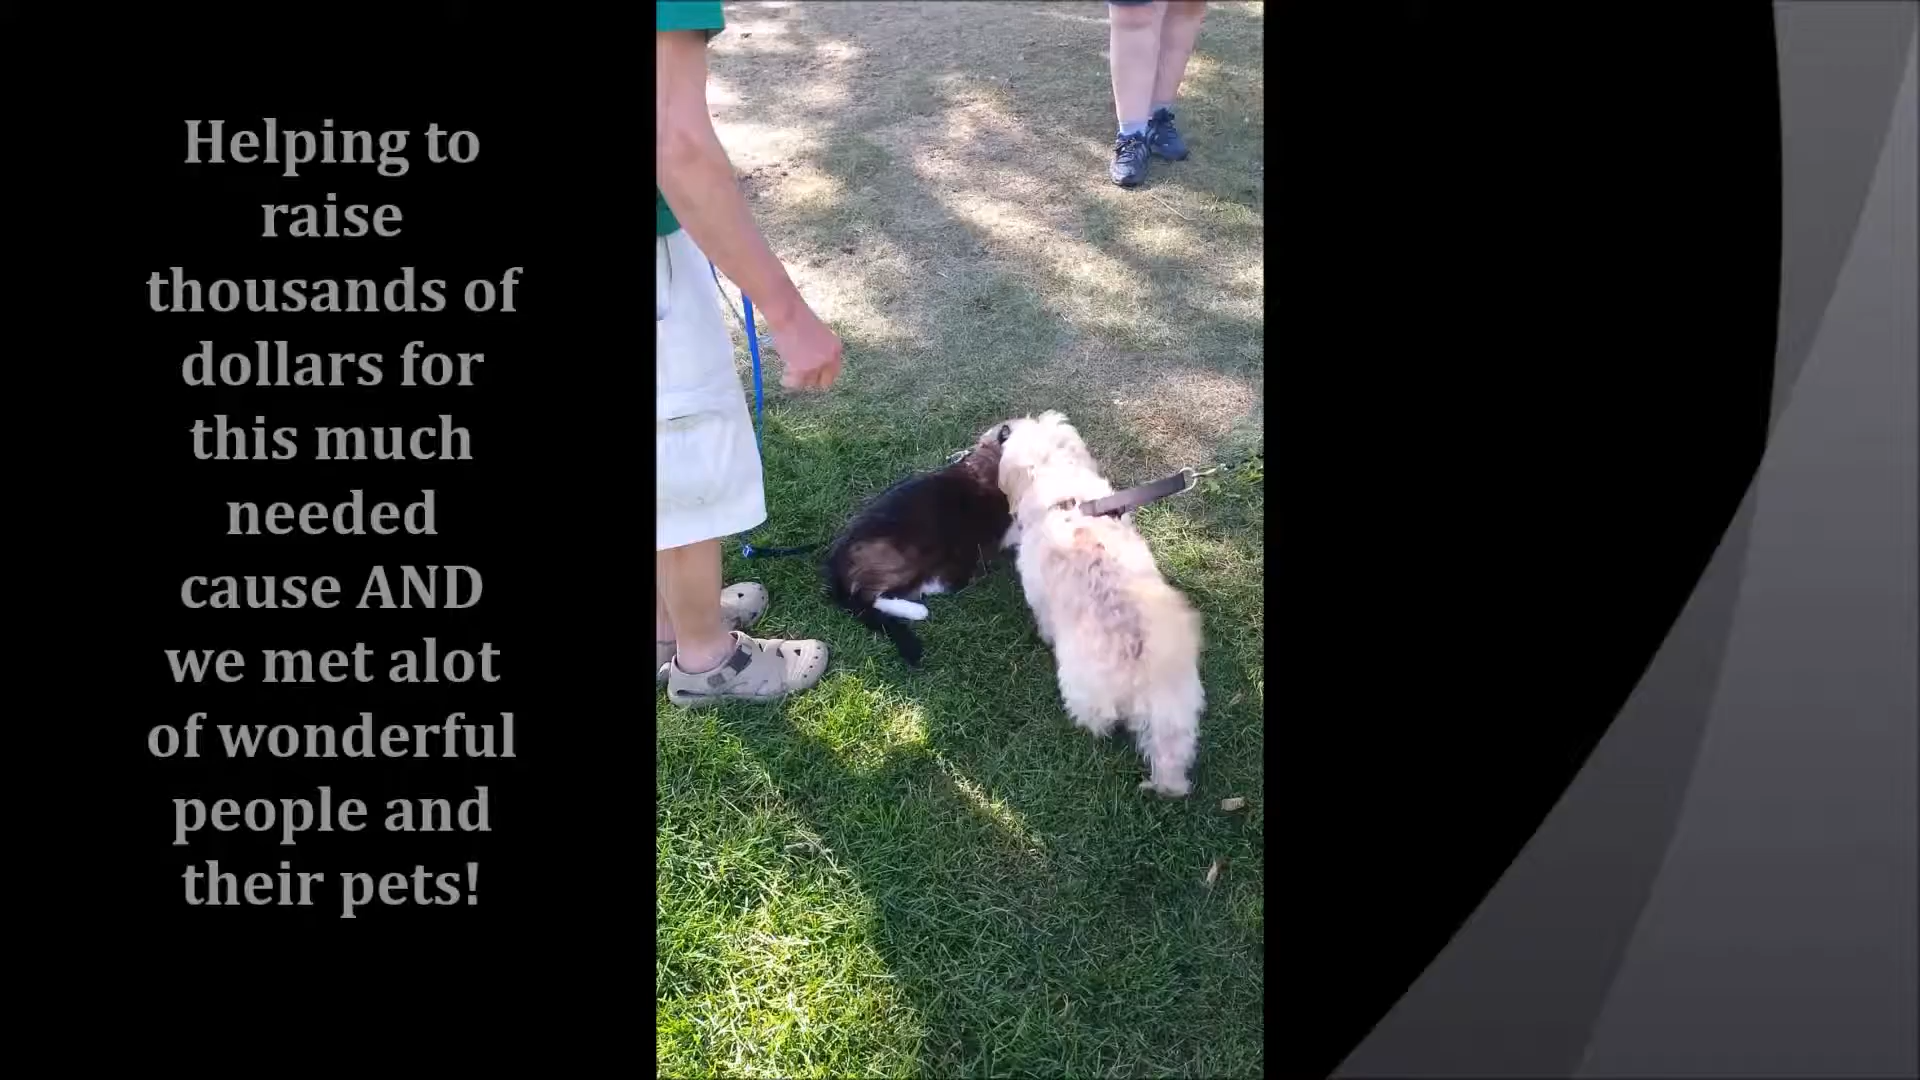 Helping to
raise
thousands of
dollars for
this much
needed
cause AND
we met alot
of wonderful
people and
their pets!